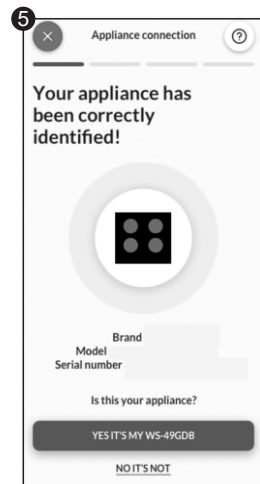 5
Appliance connection
?
Your appliance has
been correctly
identified!
Brand
Model
Serial number
Is this your appliance?
YES IT'S MY WS-49GDB
NO IT'S NOT